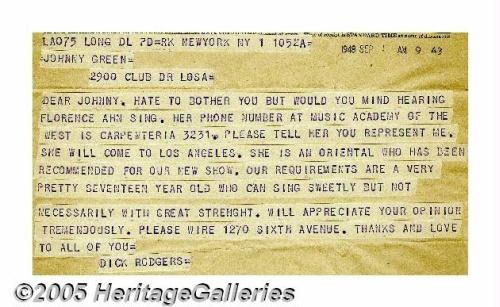 STANDARD TIME
LA075 LONG DL PD=RK NEWYORK NY 1 1052A=
1948 SEP 1 AM 9 43
JOHNNY GREEN=
2900 CLUB DR LOSA=
DEAR JOHNNY. HATE TO BOTHER YOU BUT WOULD YOU MIND HEARING
FLORENCE AHN SING. HER PHONE NUMBER AT MUSIC ACADEMY OF THE
WEST IS CARPENTERIA 3231. PLEASE TELL HER YOU REPRESENT ME.
SHE WILL COME TO LOS ANGELES. SHE IS AN ORIENTAL WHO HAS BEEN
RECOMMENDED FOR OUR NEW SHOW. OUR REQUIREMENTS ARE A VERY
PRETTY SEVENTEEN YEAR OLD WHO CAN SING SWEETLY BUT NOT
NECESSARILY WITH GREAT STRENGHT. WILL APPRECIATE YOUR OPINION
TREMENDOUSLY. PLEASE WIRE 1270 SIXTH AVENUE. THANKS AND LOVE
TO ALL OF YOU=
DICK RODGERS=
©2005 HeritageGalleries